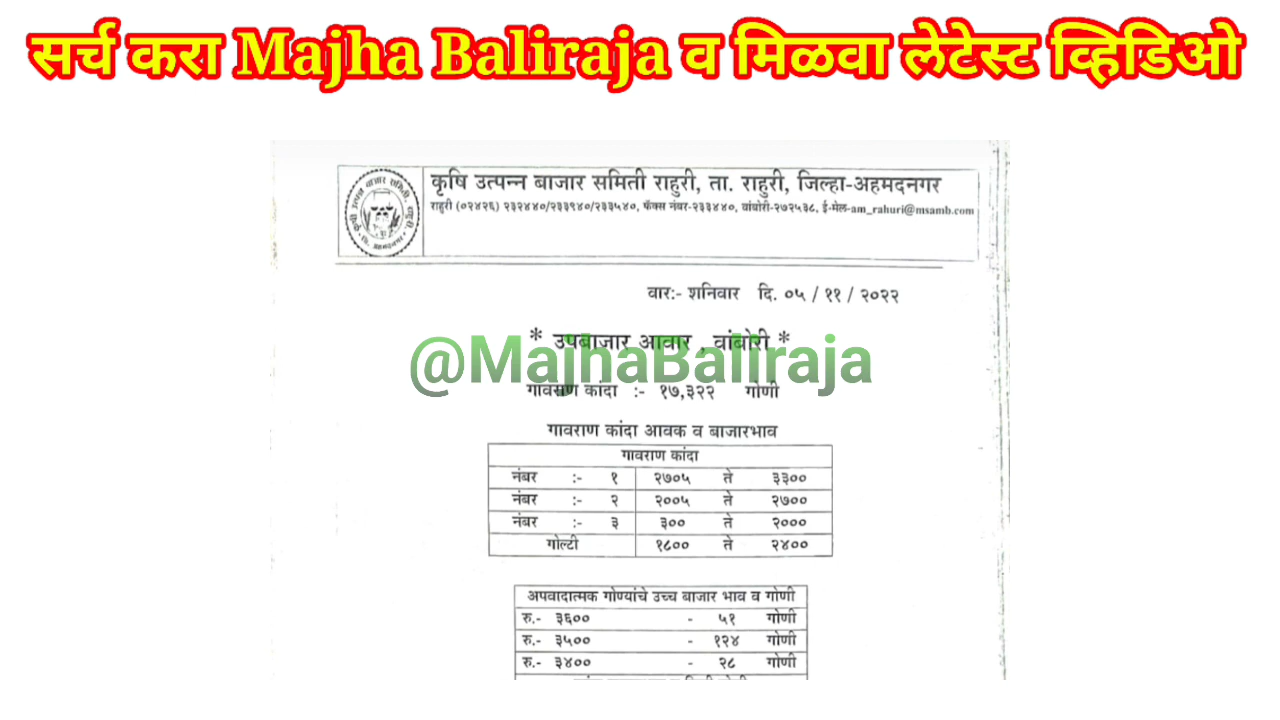 सर्च करा Majha Baliraja व मिळवा लेटेस्ट व्हिडिओ
कृषि उत्पन्न बाजार समिती राहुरी, ता. राहुरी, जिल्हा-अहमदनगर
राहुरी (०२४२६) २३२४४०/२३३९४०/२३३५४०, फॅक्स नंबर-२३३४४०, वांबोरी-२७२५३८, ई-मेल-am_rahuri@msamb.com
वारः- शनिवार दि. ०५ / ११ / २०२२
* उपबाजार आवार , वांबोरी *
@MajhaBaliraja
गावराण कांदा :- १७,३२२ गोणी
गावराण कांदा आवक व बाजारभाव
गावराण कांदा
नंबर :- १ २७०५ ते ३३००
नंबर :- २ २००५ ते २७००
नंबर :- ३ ३०० ते २०००
गोल्टी १८०० ते २४००
अपवादात्मक गोण्यांचे उच्च बाजार भाव व गोणी
रु.- ३६०० - ५१ गोणी
रु.- ३५०० - १२४ गोणी
रु.- ३४०० - २८ गोणी